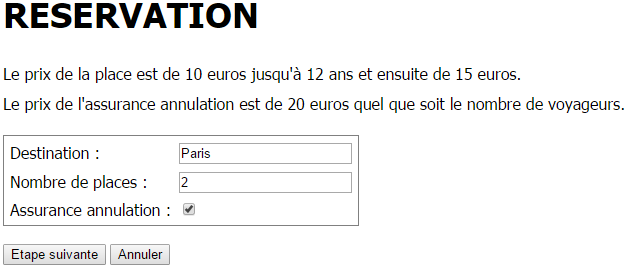 RESERVATION
Le prix de la place est de 10 euros jusqu'à 12 ans et ensuite de 15 euros.
Le prix de l'assurance annulation est de 20 euros quel que soit le nombre de voyageurs.
Destination : Paris
Nombre de places : 2
Assurance annulation :
Etape suivante Annuler